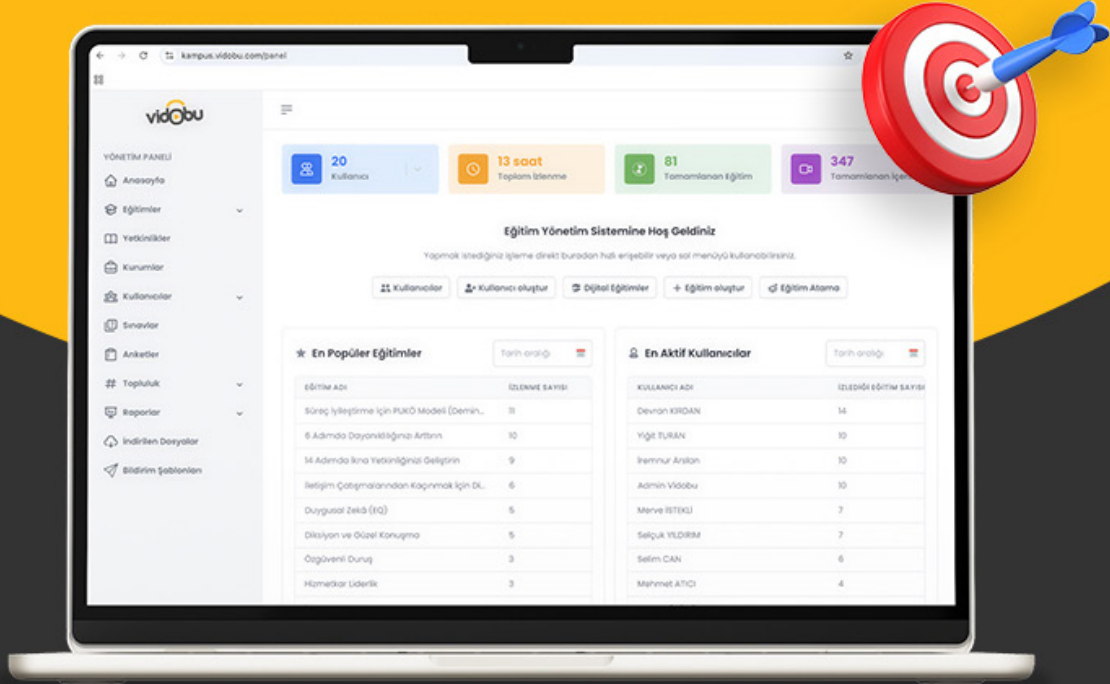 kampus.vidobu.com/panel
vidobu
YÖNETİM PANELİ
Anasayfa
Eğitimler
Yetkinlikler
Kurumlar
Kullanıcılar
Sınavlar
Anketler
# Topluluk
Raporlar
İndirilen Dosyalar
Bildirim Şablonları
20
Kullanıcı
13 saat
Toplam İzlenme
81
Tamamlanan Eğitim
347
Tamamlanan İçer
Eğitim Yönetim Sistemine Hoş Geldiniz
Yapmak istediğiniz işleme direkt buradan hızlı erişebilir veya sol menüyü kullanabilirsiniz.
Kullanıcılar
Kullanıcı oluştur
Dijital Eğitimler
+ Eğitim oluştur
Eğitim Atama
En Popüler Eğitimler
Tarih aralığı
EĞİTİM ADI İZLENME SAYISI
Süreç İyileştirme için PUKÖ Modeli (Demin... 11
6 Adımda Dayanıklılığınızı Arttırın 10
14 Adımda İkna Yetkinliğinizi Geliştirin 9
İletişim Çatışmalarından Kaçınmak İçin Di... 6
Duygusal Zekâ (EQ) 5
Diksiyon ve Güzel Konuşma 5
Özgüvenli Duruş 3
Hizmetkar Liderlik 3
En Aktif Kullanıcılar
Tarih aralığı
KULLANICI ADI İZLEDİĞİ EĞİTİM SAYISI
Devran KIRDAN 14
Yiğit TURAN 10
İremnur Arslan 10
Admin Vidobu 10
Merve İSTEKLİ 7
Selçuk YILDIRIM 7
Selim CAN 6
Mehmet ATICI 4